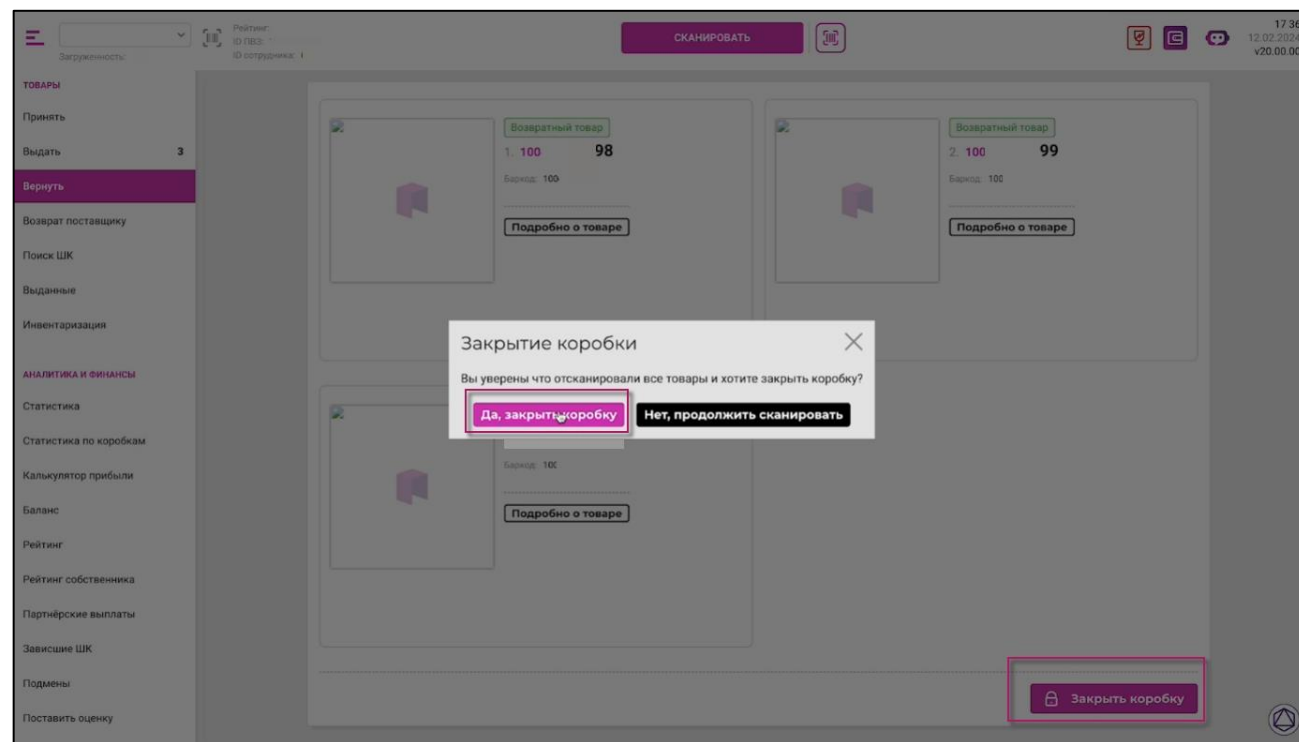 Загруженность:
Рейтинг:
ID ПВЗ:
ID сотрудника:
СКАНИРОВАТЬ
17:36
12.02.2024
v20.00.00
ТОВАРЫ
Принять
Выдать 3
Вернуть
Возврат поставщику
Поиск ШК
Выданные
Инвентаризация
АНАЛИТИКА И ФИНАНСЫ
Статистика
Статистика по коробкам
Калькулятор прибыли
Баланс
Рейтинг
Рейтинг собственника
Партнёрские выплаты
Зависшие ШК
Подмены
Поставить оценку
Возвратный товар
1. 100 98
Баркод: 100
Подробно о товаре
Возвратный товар
2. 100 99
Баркод: 100
Подробно о товаре
Закрытие коробки
Вы уверены что отсканировали все товары и хотите закрыть коробку?
Да, закрыть коробку
Нет, продолжить сканировать
Баркод: 100
Подробно о товаре
Закрыть коробку